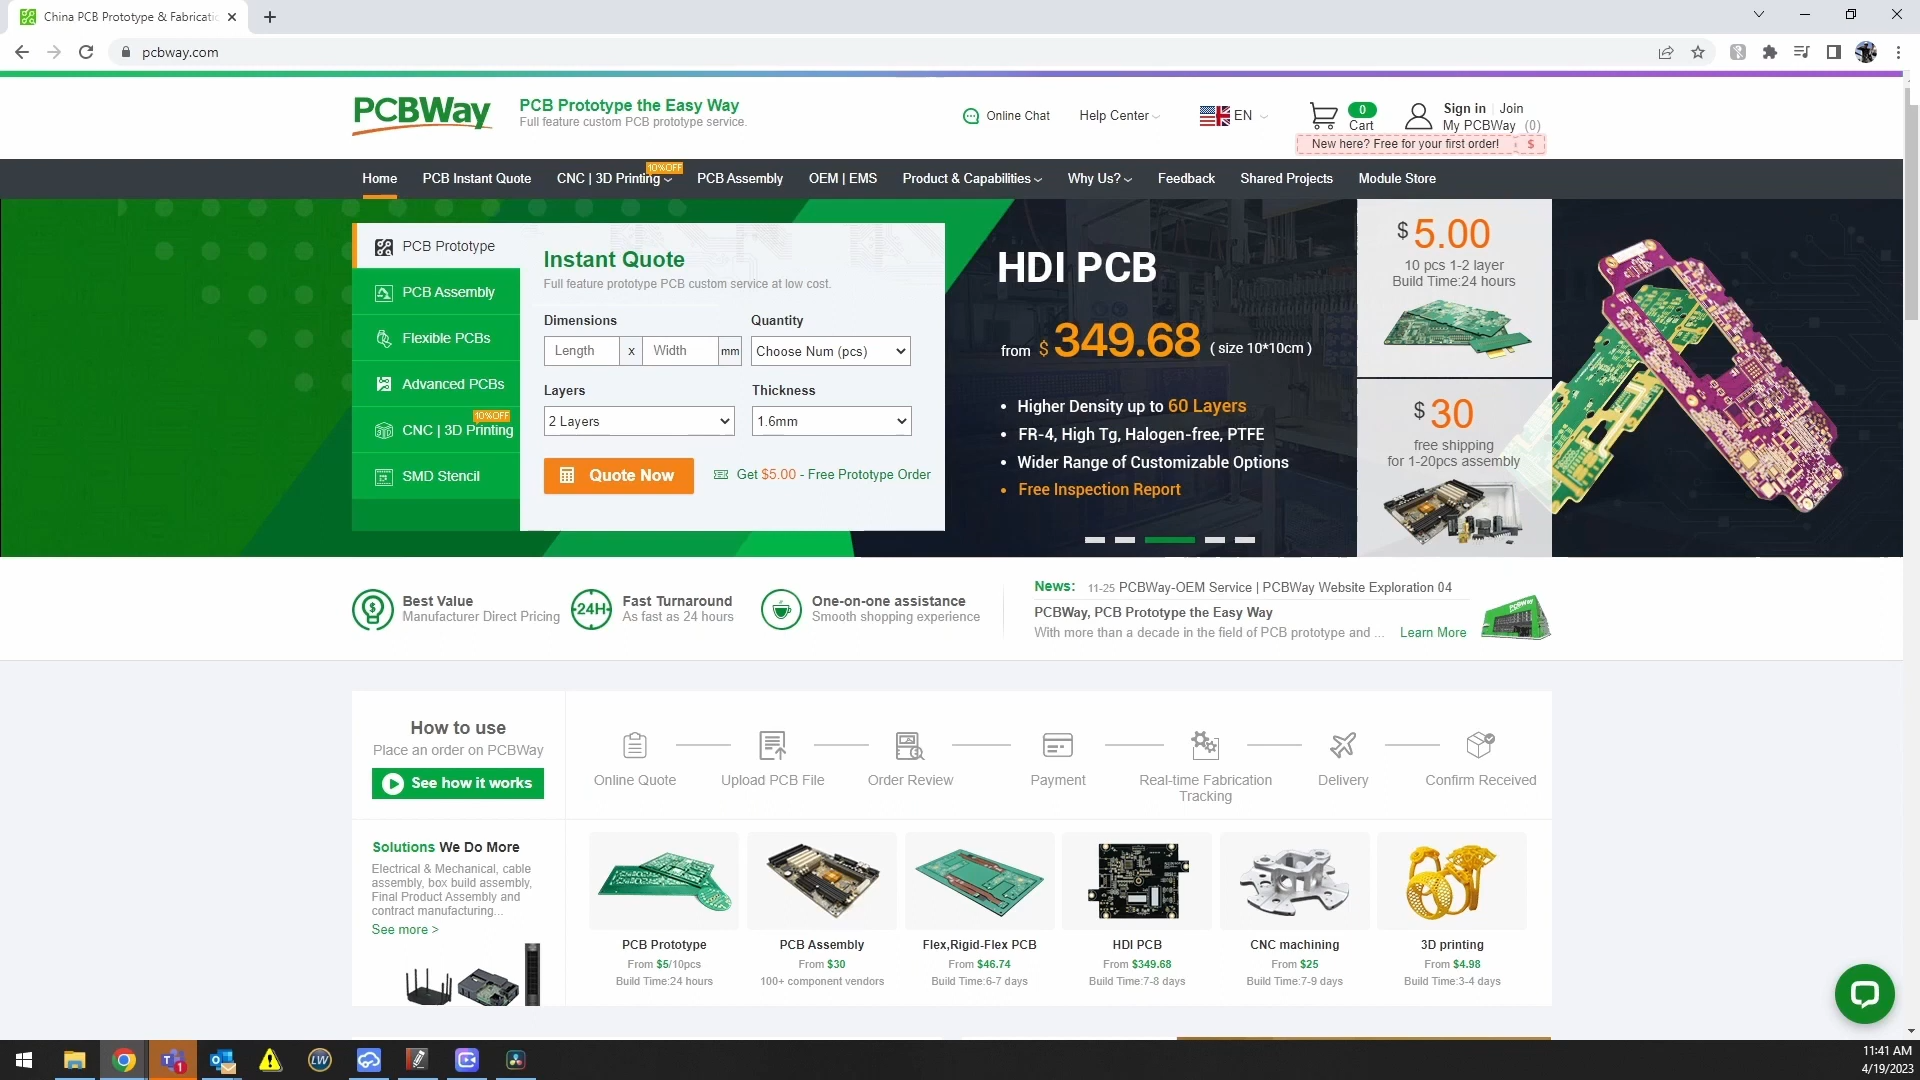 China PCB Prototype & Fabricatio
pcbway.com
PCBWay
PCB Prototype the Easy Way
Full feature custom PCB prototype service.
Online Chat
Help Center
EN
0
Cart
Sign in
Join
My PCBWay (0)
New here? Free for your first order! $
Home
PCB Instant Quote
CNC | 3D Printing
10%OFF
PCB Assembly
OEM | EMS
Product & Capabilities
Why Us?
Feedback
Shared Projects
Module Store
PCB Prototype
PCB Assembly
Flexible PCBs
Advanced PCBs
10%OFF
CNC | 3D Printing
SMD Stencil
Instant Quote
Full feature prototype PCB custom service at low cost.
Dimensions
Quantity
Length x Width mm
Choose Num (pcs)
Layers
Thickness
2 Layers
1.6mm
Quote Now
Get $5.00 - Free Prototype Order
HDI PCB
from $ 349.68 ( size 10*10cm )
• Higher Density up to 60 Layers
• FR-4, High Tg, Halogen-free, PTFE
• Wider Range of Customizable Options
• Free Inspection Report
$ 5.00
10 pcs 1-2 layer
Build Time:24 hours
$ 30
free shipping
for 1-20pcs assembly
Best Value
Manufacturer Direct Pricing
24H
Fast Turnaround
As fast as 24 hours
One-on-one assistance
Smooth shopping experience
News: 11-25 PCBWay-OEM Service | PCBWay Website Exploration 04
PCBWay, PCB Prototype the Easy Way
With more than a decade in the field of PCB prototype and ... Learn More
How to use
Place an order on PCBWay
See how it works
Online Quote
Upload PCB File
Order Review
Payment
Real-time Fabrication
Tracking
Delivery
Confirm Received
Solutions We Do More
Electrical & Mechanical, cable
assembly, box build assembly,
Final Product Assembly and
contract manufacturing...
See more >
PCB Prototype
From $5/10pcs
Build Time:24 hours
PCB Assembly
From $30
100+ component vendors
Flex,Rigid-Flex PCB
From $46.74
Build Time:6-7 days
HDI PCB
From $349.68
Build Time:7-8 days
CNC machining
From $25
Build Time:7-9 days
3D printing
From $4.98
Build Time:3-4 days
11:41 AM
4/19/2023